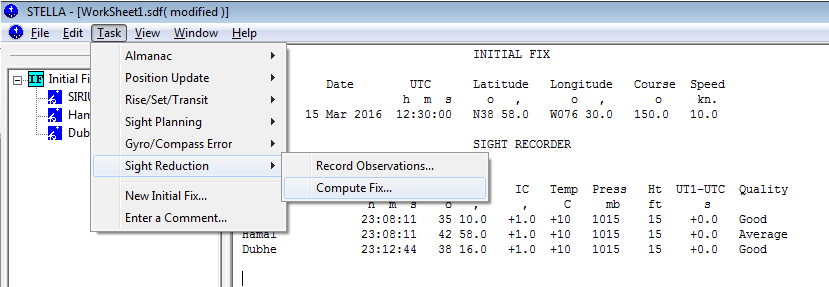 STELLA - [WorkSheet1.sdf( modified )]
File Edit Task View Window Help
Almanac
Position Update
Rise/Set/Transit
Sight Planning
Gyro/Compass Error
Sight Reduction
New Initial Fix...
Enter a Comment...
Record Observations...
Compute Fix...
IF Initial Fi
SIRIU
Ham
Dub
INITIAL FIX
Date UTC Latitude Longitude Course Speed
h m s o , o , o kn.
15 Mar 2016 12:30:00 N38 58.0 W076 30.0 150.0 10.0
SIGHT RECORDER
IC Temp Press Ht UT1-UTC Quality
h m s o , , C mb ft s
23:08:11 35 10.0 +1.0 +10 1015 15 +0.0 Good
Hamal 23:08:11 42 58.0 +1.0 +10 1015 15 +0.0 Average
Dubhe 23:12:44 38 16.0 +1.0 +10 1015 15 +0.0 Good